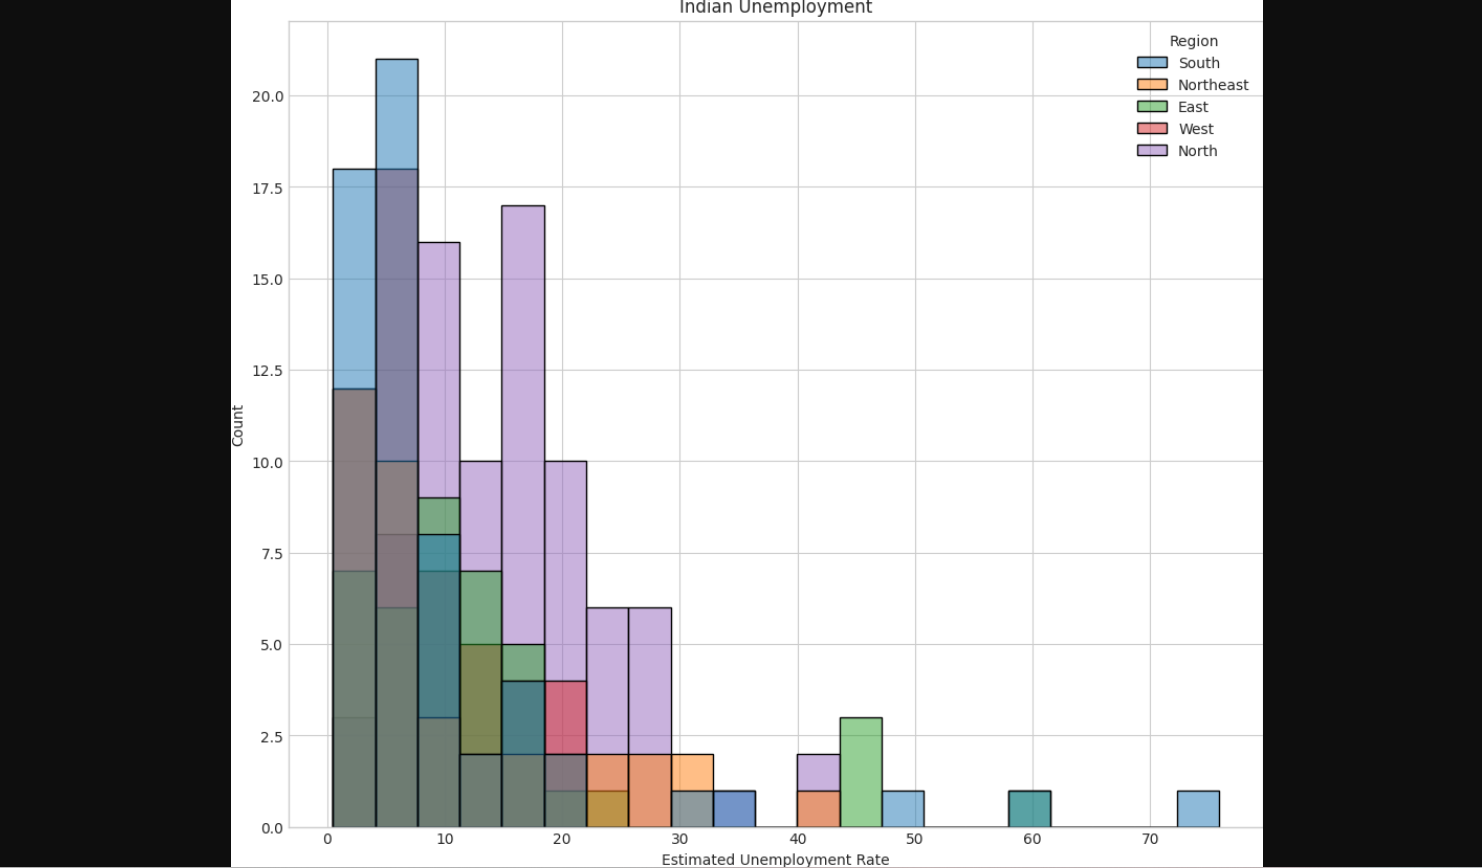 Indian Unemployment
Region
South
Northeast
East
West
North
20.0
17.5
15.0
12.5
10.0
7.5
5.0
2.5
0.0
Count
0 10 20 30 40 50 60 70
Estimated Unemployment Rate